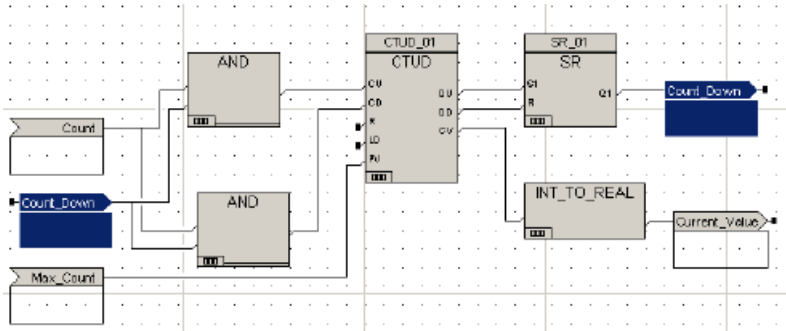 CTUD_01
SR_01
AND
CTUD
SR
CU
QU
S1
Q1
Count_Down
CD
QD
R
Count
R
CV
LD
PV
Count_Down
AND
INT_TO_REAL
Current_Value
Max_Count